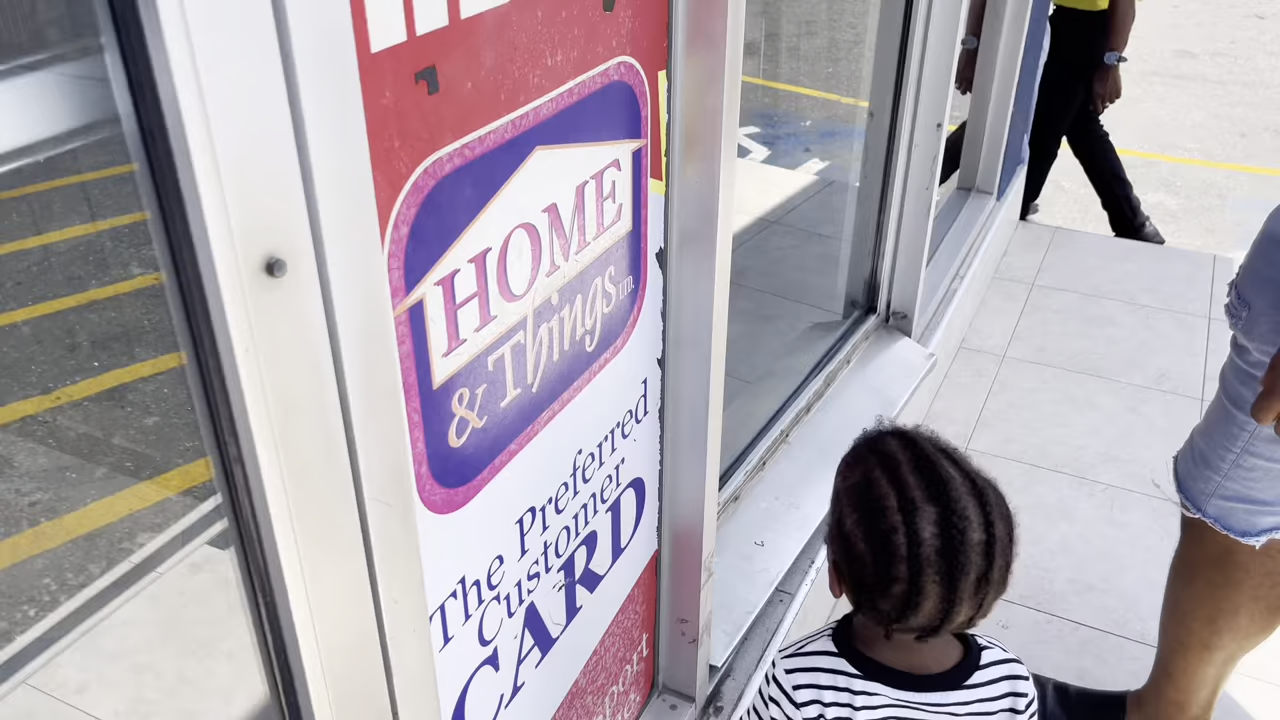 HOME
& Things LTD.
The Preferred
Customer
CARD